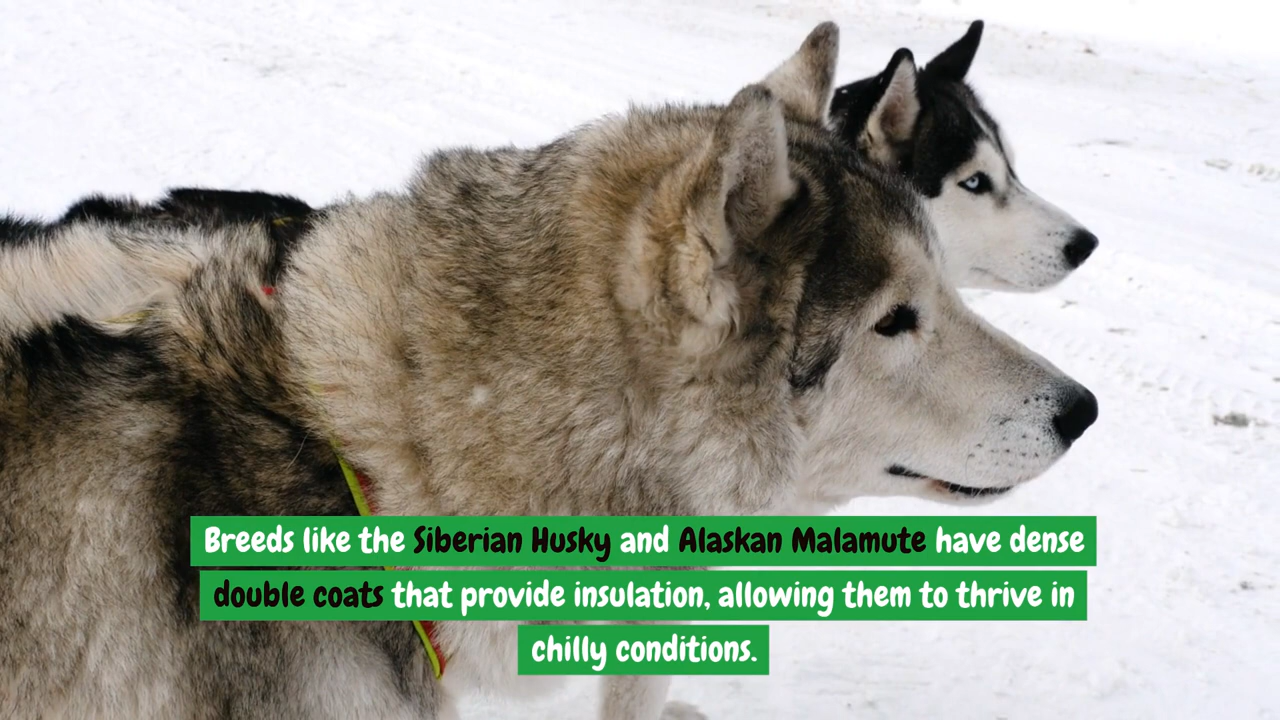 Breeds like the Siberian Husky and Alaskan Malamute have dense
double coats that provide insulation, allowing them to thrive in
chilly conditions.